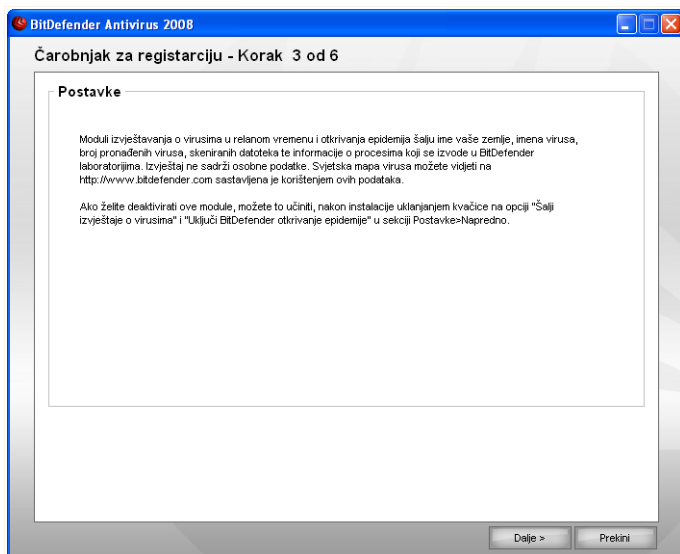 BitDefender Antivirus 2008
Čarobnjak za registarciju - Korak 3 od 6
Postavke
Moduli izvještavanja o virusima u relanom vremenu i otkrivanja epidemija šalju ime vaše zemlje, imena virusa,
broj pronađenih virusa, skeniranih datoteka te informacije o procesima koji se izvode u BitDefender
laboratorijima. Izvještaj ne sadrži osobne podatke. Svjetska mapa virusa možete vidjeti na
http://www.bitdefender.com sastavljena je korištenjem ovih podataka.
Ako želite deaktivirati ove module, možete to učiniti, nakon instalacije uklanjanjem kvačice na opciji "Šalji
izvještaje o virusima" i "Uključi BitDefender otkrivanje epidemije" u sekciji Postavke>Napredno.
Dalje >
Prekini